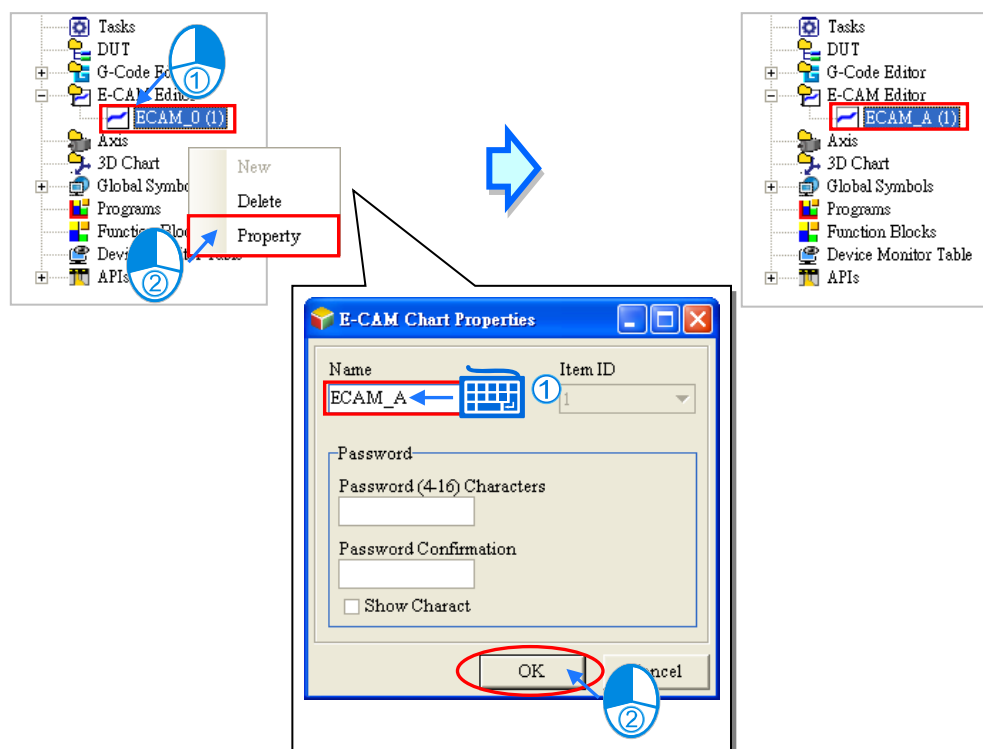 Tasks
DUT
G-Code Ed
E-CAM Editor
ECAM_0 (1)
Axis
3D Chart
Global Symbo
Programs
Function Bloc
Devi
APIs
1
2
New
Delete
Property
E-CAM Chart Properties
Name
Item ID
ECAM_A
1
1
Password
Password (4-16) Characters
Password Confirmation
Show Charact
OK
ncel
2
Tasks
DUT
G-Code Editor
E-CAM Editor
ECAM_A (1)
Axis
3D Chart
Global Symbols
Programs
Function Blocks
Device Monitor Table
APIs